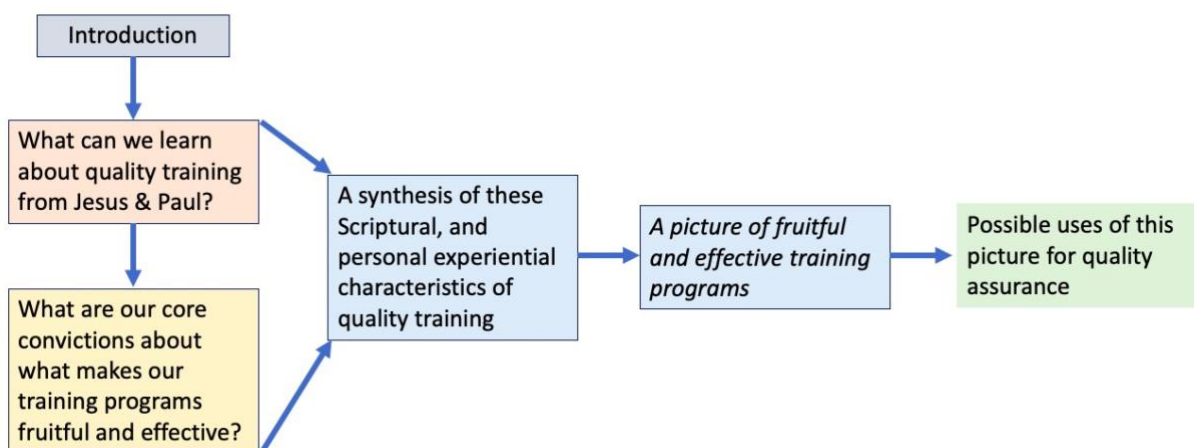 Introduction
What can we learn
about quality training
from Jesus & Paul?
What are our core
convictions about
what makes our
training programs
fruitful and effective?
A synthesis of these
Scriptural, and
personal experiential
characteristics of
quality training
A picture of fruitful
and effective training
programs
Possible uses of this
picture for quality
assurance